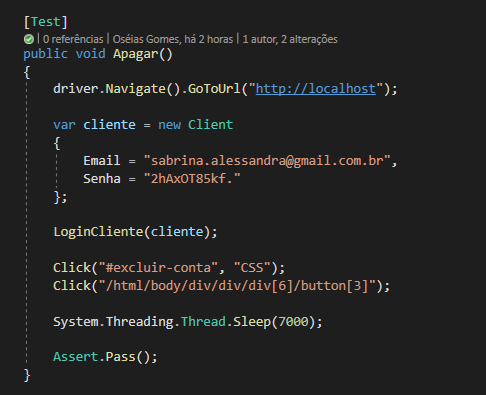 [Test]
| 0 referências | Oséias Gomes, há 2 horas | 1 autor, 2 alterações
public void Apagar()
{
driver.Navigate().GoToUrl("http://localhost");
var cliente = new Client
{
Email = "sabrina.alessandra@gmail.com.br",
Senha = "2hAxOT85kf."
};
LoginCliente(cliente);
Click("#excluir-conta", "CSS");
Click("/html/body/div/div/div[6]/button[3]");
System.Threading.Thread.Sleep(7000);
Assert.Pass();
}